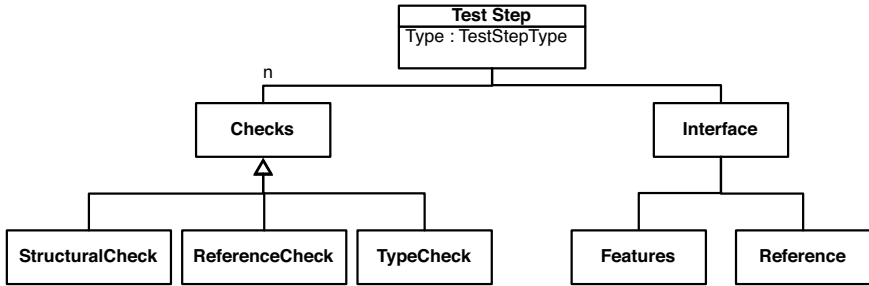 Test Step
Type : TestStepType
n
Checks
Interface
StructuralCheck
ReferenceCheck
TypeCheck
Features
Reference